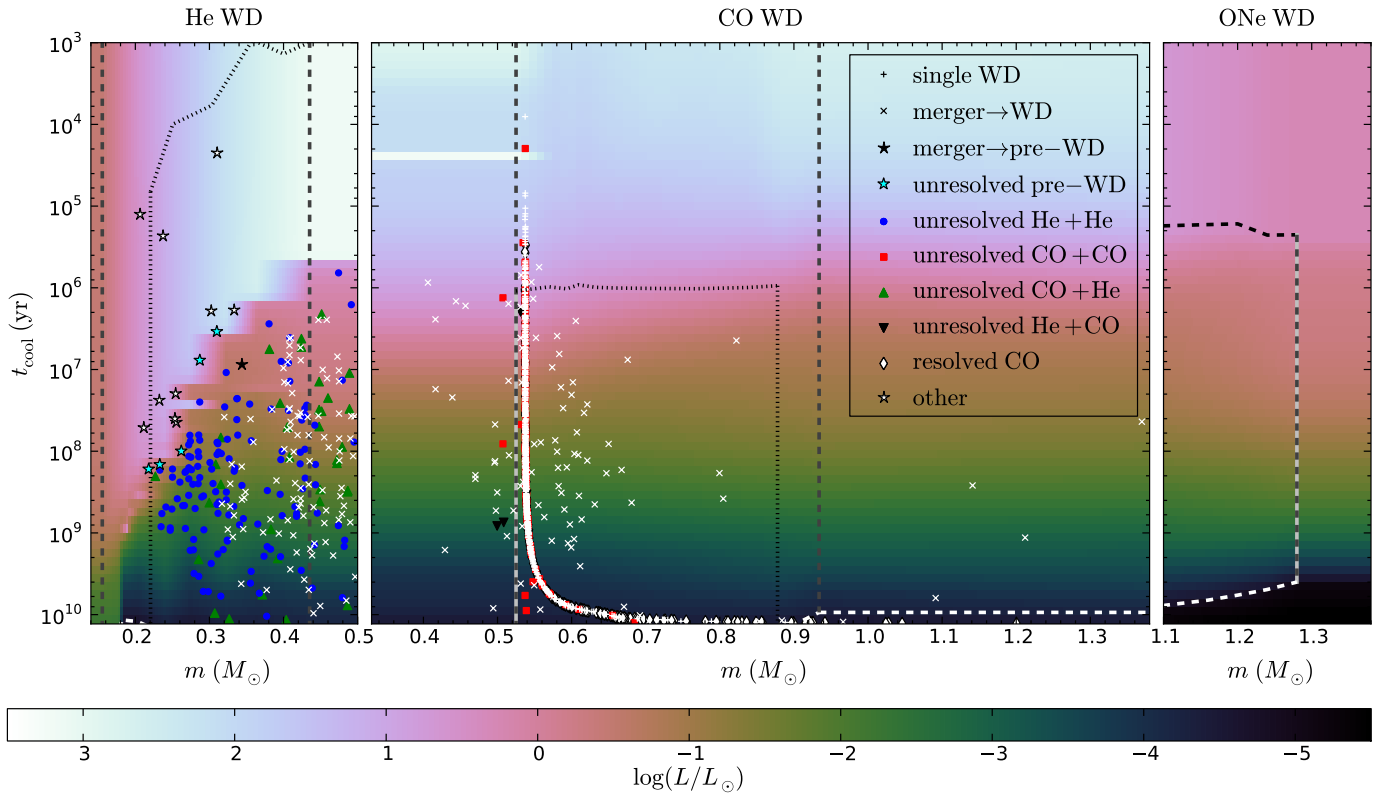 He WD
CO WD
ONe WD
10³
10⁴
10⁵
10⁶
10⁷
10⁸
10⁹
10¹⁰
t_cool (yr)
single WD
merger→WD
merger→pre−WD
unresolved pre−WD
unresolved He+He
unresolved CO+CO
unresolved CO+He
unresolved He+CO
resolved CO
other
0.2 0.3 0.4 0.5
0.4 0.5 0.6 0.7 0.8 0.9 1.0 1.1 1.2 1.3
1.1 1.2 1.3
m (M⊙)
m (M⊙)
m (M⊙)
3 2 1 0 −1 −2 −3 −4 −5
log(L/L⊙)